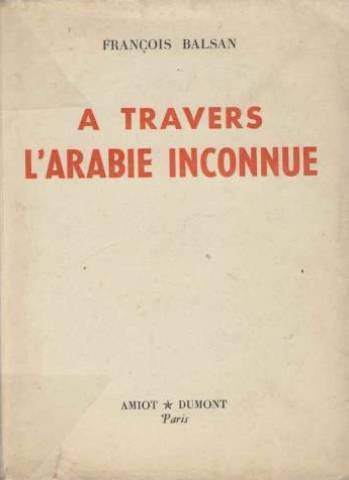 FRANÇOIS BALSAN
A TRAVERS
L'ARABIE INCONNUE
AMIOT ★ DUMONT
Paris